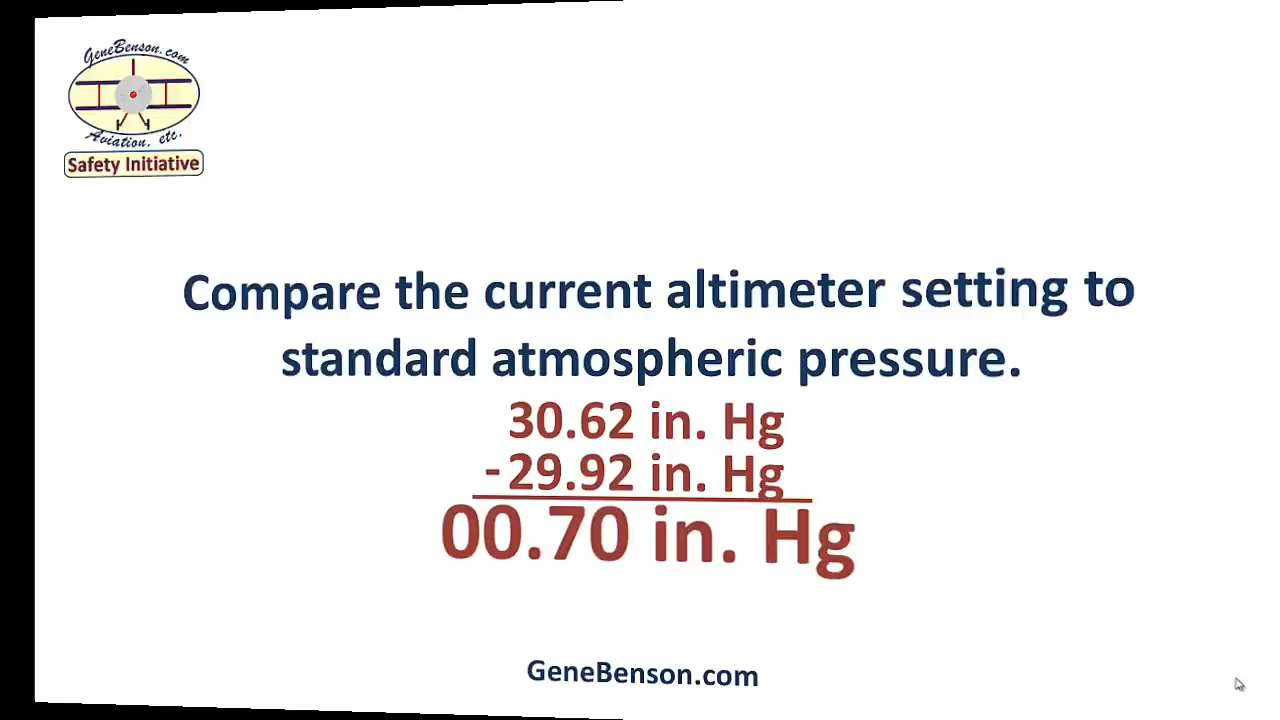 GeneBenson.com
Aviation, etc.
Safety Initiative
Compare the current altimeter setting to
standard atmospheric pressure.
30.62 in. Hg
-29.92 in. Hg
00.70 in. Hg
GeneBenson.com